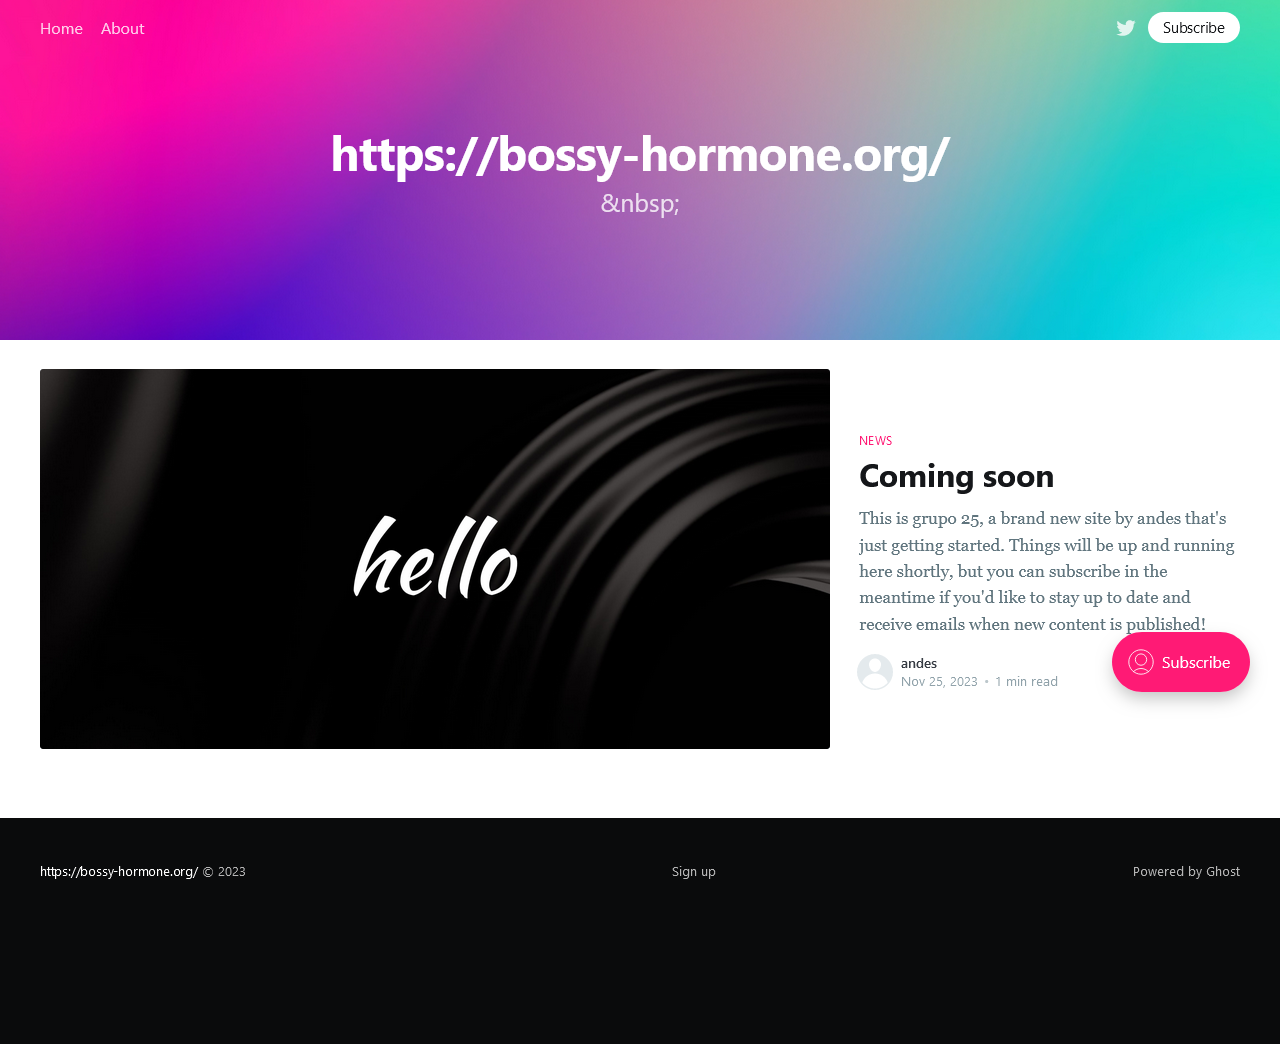 Home About
Subscribe
https://bossy-hormone.org/
&nbsp;
hello
NEWS
Coming soon
This is grupo 25, a brand new site by andes that's
just getting started. Things will be up and running
here shortly, but you can subscribe in the
meantime if you'd like to stay up to date and
receive emails when new content is published!
andes
Nov 25, 2023 • 1 min read
Subscribe
https://bossy-hormone.org/ © 2023
Sign up
Powered by Ghost